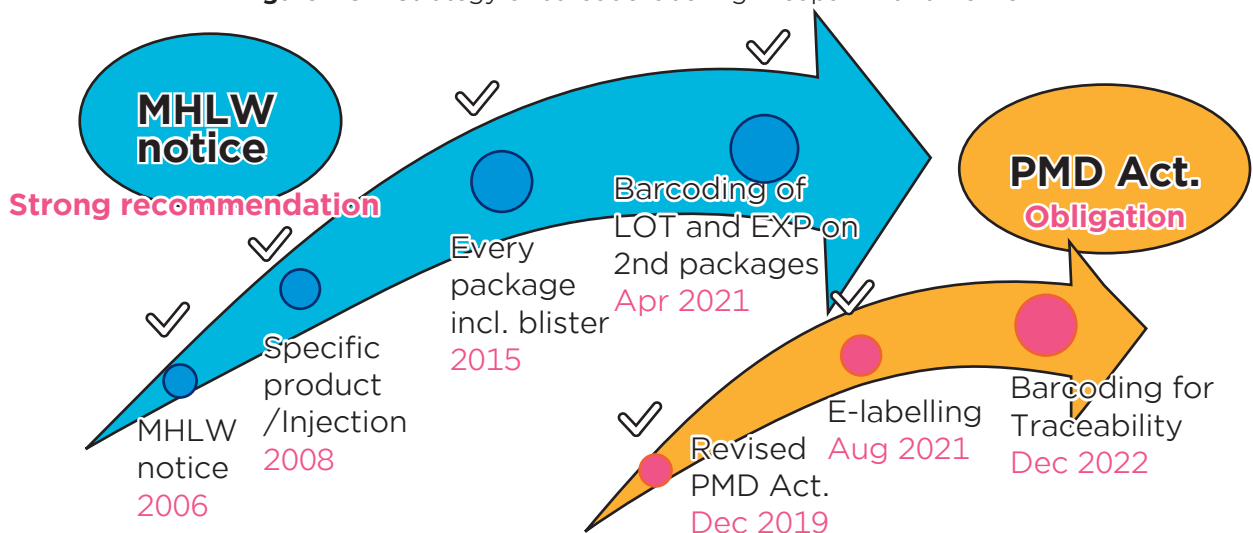 MHLW
notice
Strong recommendation
MHLW
notice
2006
Specific
product
/Injection
2008
Every
package
incl. blister
2015
Barcoding of
LOT and EXP on
2nd packages
Apr 2021
PMD Act.
Obligation
Revised
PMD Act.
Dec 2019
E-labelling
Aug 2021
Barcoding for
Traceability
Dec 2022